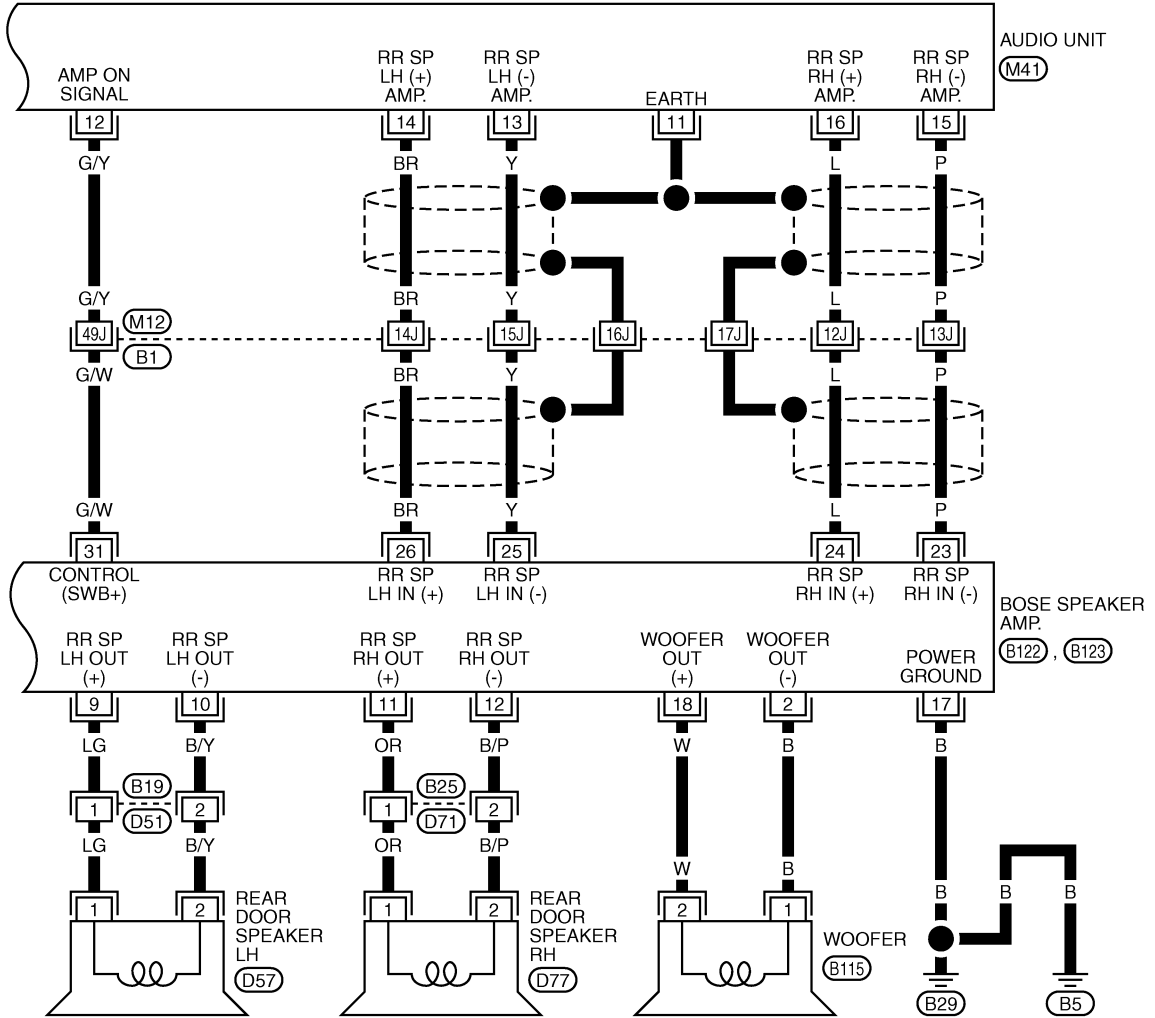 AUDIO UNIT
M41
AMP ON
SIGNAL
RR SP
LH (+)
AMP.
RR SP
LH (-)
AMP.
EARTH
RR SP
RH (+)
AMP.
RR SP
RH (-)
AMP.
12 14 13 11 16 15
G/Y BR Y L P
G/Y BR Y L P
M12
49J 14J 15J 16J 17J 12J 13J
B1
G/W BR Y L P
G/W BR Y L P
31 26 25 24 23
CONTROL
(SWB+)
RR SP
LH IN (+)
RR SP
LH IN (-)
RR SP
RH IN (+)
RR SP
RH IN (-)
BOSE SPEAKER
AMP.
B122 , B123
RR SP
LH OUT
(+)
RR SP
LH OUT
(-)
RR SP
RH OUT
(+)
RR SP
RH OUT
(-)
WOOFER
OUT
(+)
WOOFER
OUT
(-)
POWER
GROUND
9 10 11 12 18 2 17
LG B/Y OR B/P W B B
B19 B25
1 2 1 2
D51 D71
LG B/Y OR B/P W B
B B B
1 2 1 2 2 1
REAR
DOOR
SPEAKER
LH
D57
REAR
DOOR
SPEAKER
RH
D77
WOOFER
B115
B29 B5